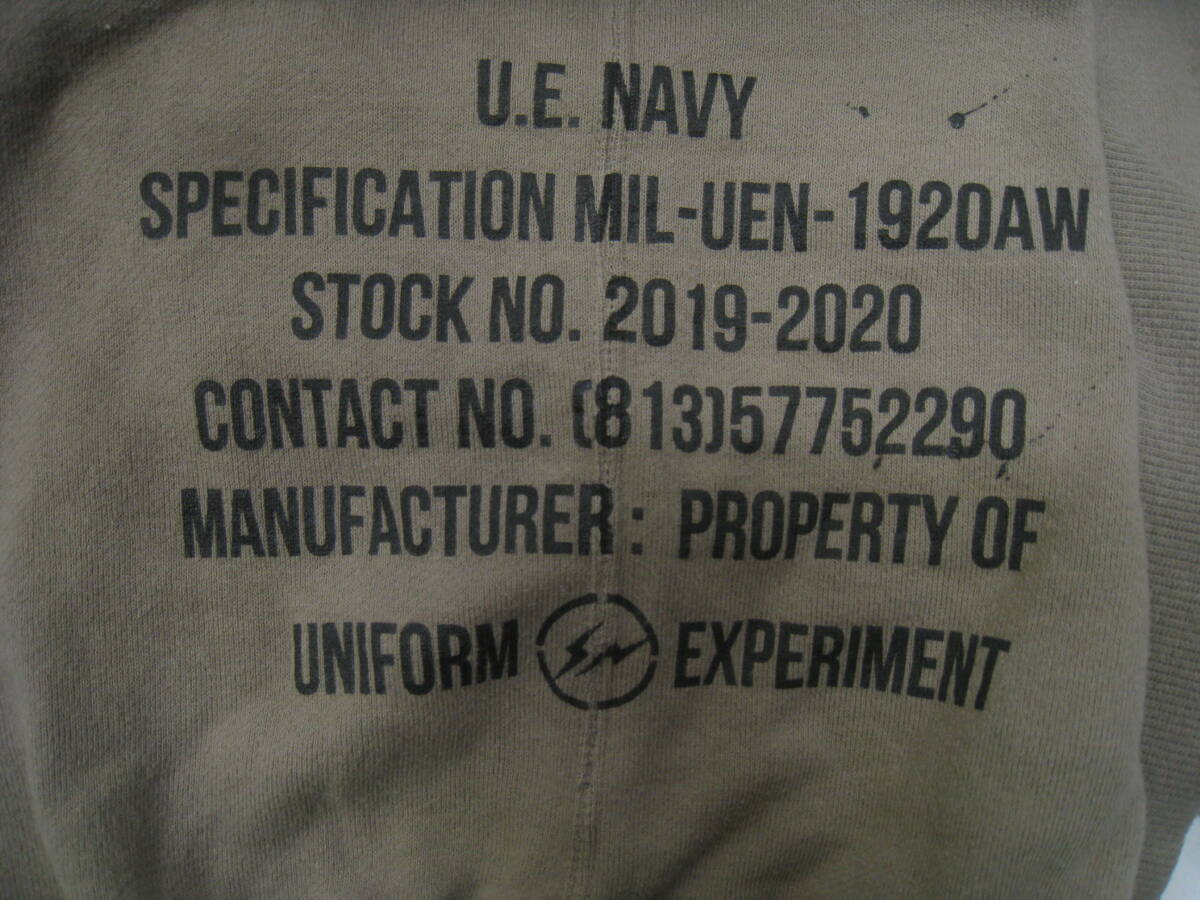 U.E. NAVY
SPECIFICATION MIL-UEN-1920AW
STOCK NO. 2019-2020
CONTACT NO. (813)57752290
MANUFACTURER : PROPERTY OF
UNIFORM EXPERIMENT